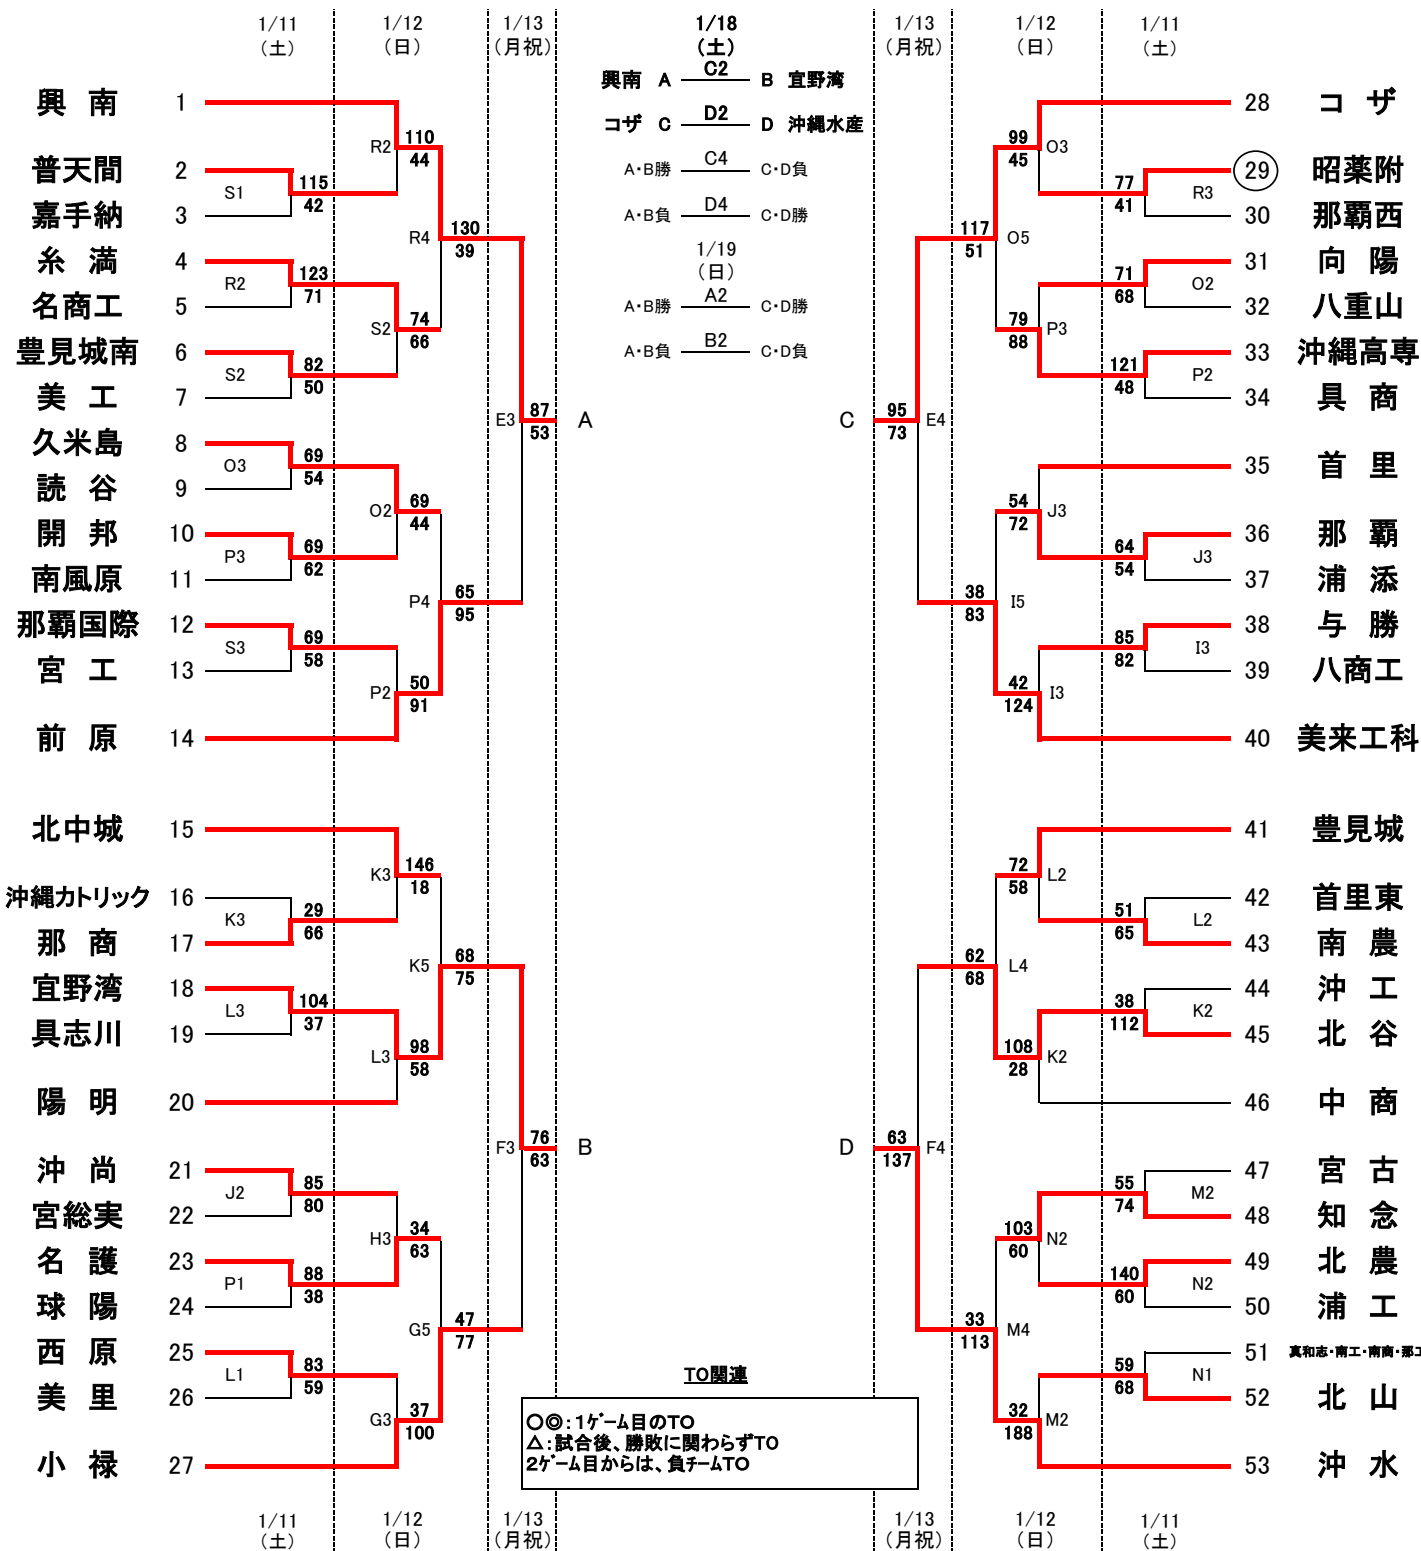 1/11 1/12 1/13 1/18 1/13 1/12 1/11
(土) (日) (月祝) (土) (月祝) (日) (土)
興南 A C2 B 宜野湾
コザ C D2 D 沖縄水産
A・B勝 C4 C・D負
A・B負 D4 C・D勝
1/19
(日)
A・B勝 A2 C・D勝
A・B負 B2 C・D負
興 南 1
普天間 2
嘉手納 3
糸 満 4
名商工 5
豊見城南 6
美 工 7
久米島 8
読 谷 9
開 邦 10
南風原 11
那覇国際 12
宮 工 13
前 原 14
北中城 15
沖縄カトリック 16
那 商 17
宜野湾 18
具志川 19
陽 明 20
沖 尚 21
宮総実 22
名 護 23
球 陽 24
西 原 25
美 里 26
小 禄 27
S1 115
42
R2 123
71
S2 82
50
O3 69
54
P3 69
62
S3 69
58
K3 29
66
L3 104
37
J2 85
80
P1 88
38
L1 83
59
R2 110
44
S2 74
66
O2 69
44
P2 50
91
K3 146
18
L3 98
58
H3 34
63
G3 37
100
R4 130
39
P4 65
95
K5 68
75
G5 47
77
E3 87
53
A
F3 76
63
B
C 95
73 E4
D 63
137 F4
117
51 O5
38
83 I5
62
68 L4
33
113 M4
99
45 O3
79
88 P3
54
72 J3
42
124 I3
72
58 L2
108
28 K2
103
60 N2
32
188 M2
77
41 R3
71
68 O2
121
48 P2
64
54 J3
85
82 I3
51
65 L2
38
112 K2
55
74 M2
140
60 N2
59
68 N1
28 コ ザ
29 昭薬附
30 那覇西
31 向 陽
32 八重山
33 沖縄高専
34 具 商
35 首 里
36 那 覇
37 浦 添
38 与 勝
39 八商工
40 美来工科
41 豊見城
42 首里東
43 南 農
44 沖 工
45 北 谷
46 中 商
47 宮 古
48 知 念
49 北 農
50 浦 工
51 真和志・南工・南商・那工
52 北 山
53 沖 水
TO関連
○◎：1ゲーム目のTO
△：試合後、勝敗に関わらずTO
2ゲーム目からは、負チームTO
1/11 1/12 1/13 1/13 1/12 1/11
(土) (日) (月祝) (月祝) (日) (土)